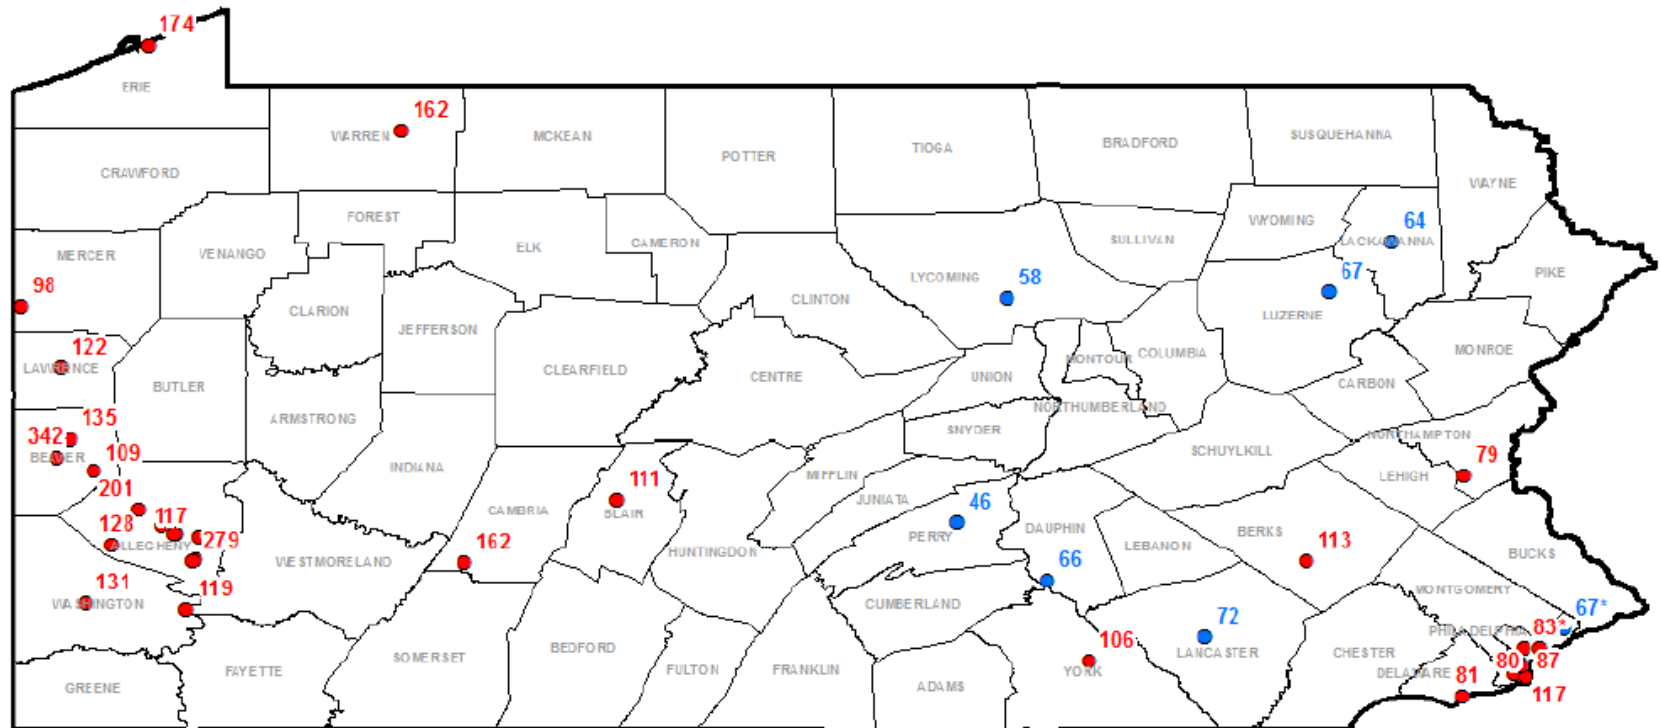 174
ERIE
162
WARREN
MCKEAN
SUSQUEHANNA
BRADFORD
TIOGA
POTTER
CRAWFORD
WAYNE
FOREST
WYOMING
64
LACKAWANNA
SULLIVAN
CAMERON
ELK
VENANGO
MERCER
PIKE
67
58
LYCOMING
98
CLINTON
CLARION
LUZERNE
JEFFERSON
122
LAWRENCE
MONTOUR
COLUMBIA
MONROE
CLEARFIELD
CENTRE
UNION
CARBON
BUTLER
NORTHUMBERLAND
ARMSTRONG
135
SNYDER
NORTHAMPTON
342
BEAVER
109
SCHUYLKILL
79
INDIANA
MIFFLIN
LEHIGH
201
111
JUNIATA
46
CAMBRIA
BLAIR
128
117
ALLEGHENY
279
162
HUNTINGDON
PERRY
DAUPHIN
LEBANON
BERKS
113
BUCKS
WESTMORELAND
66
131
WASHINGTON
119
CUMBERLAND
MONTGOMERY
72
67*
PHILADELPHIA
83*
106
LANCASTER
CHESTER
BEDFORD
SOMERSET
80
87
FAYETTE
FULTON
FRANKLIN
YORK
DELAWARE
81
GREENE
ADAMS
117